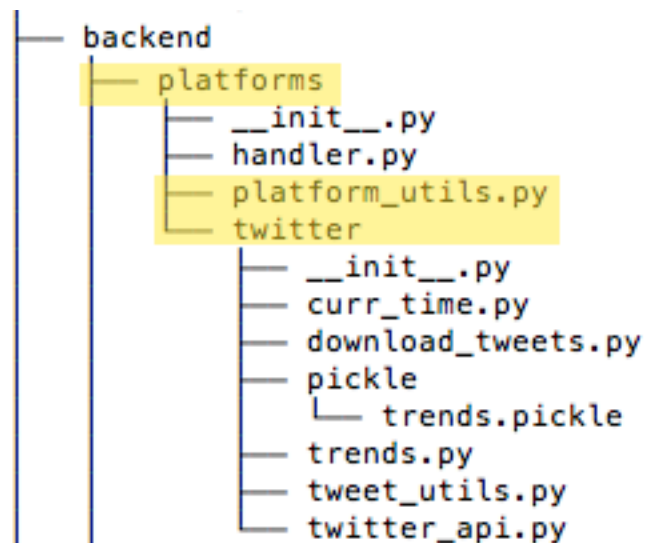 backend
platforms
__init__.py
handler.py
platform_utils.py
twitter
__init__.py
curr_time.py
download_tweets.py
pickle
trends.pickle
trends.py
tweet_utils.py
twitter_api.py